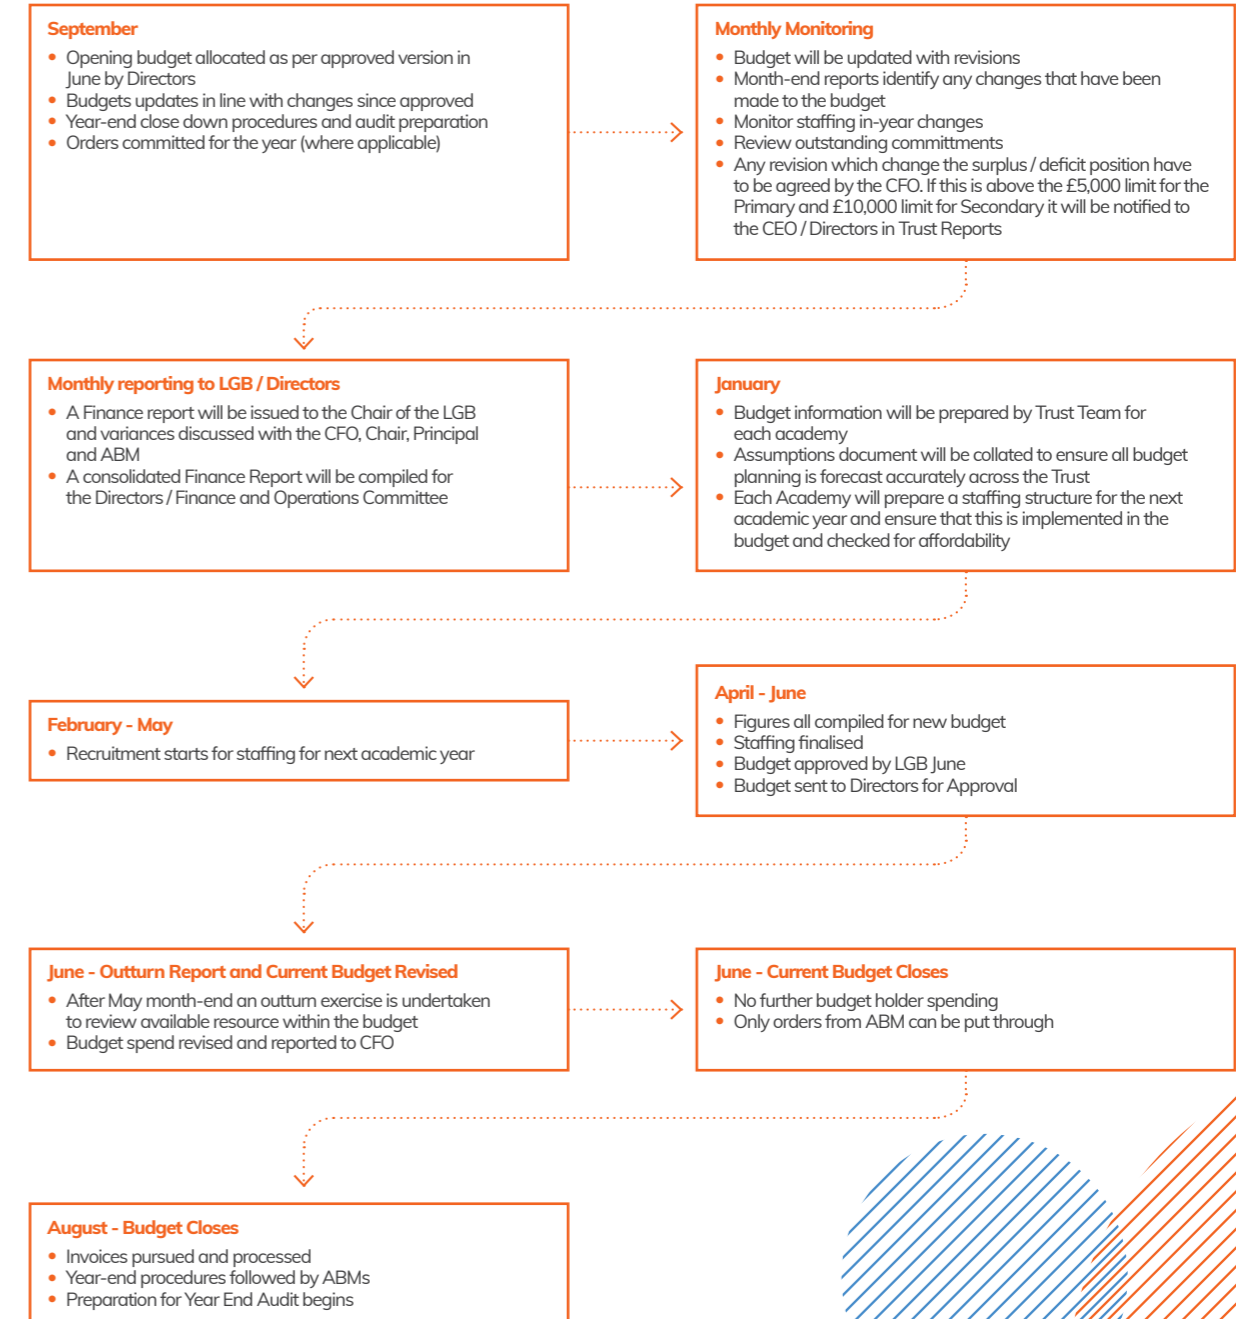 September
• Opening budget allocated as per approved version in
June by Directors
• Budgets updates in line with changes since approved
• Year-end close down procedures and audit preparation
• Orders committed for the year (where applicable)
Monthly Monitoring
• Budget will be updated with revisions
• Month-end reports identify any changes that have been
made to the budget
• Monitor staffing in-year changes
• Review outstanding committments
• Any revision which change the surplus / deficit position have
to be agreed by the CFO. If this is above the £5,000 limit for the
Primary and £10,000 limit for Secondary it will be notified to
the CEO / Directors in Trust Reports
Monthly reporting to LGB / Directors
• A Finance report will be issued to the Chair of the LGB
and variances discussed with the CFO, Chair, Principal
and ABM
• A consolidated Finance Report will be compiled for
the Directors / Finance and Operations Committee
January
• Budget information will be prepared by Trust Team for
each academy
• Assumptions document will be collated to ensure all budget
planning is forecast accurately across the Trust
• Each Academy will prepare a staffing structure for the next
academic year and ensure that this is implemented in the
budget and checked for affordability
February - May
• Recruitment starts for staffing for next academic year
April - June
• Figures all compiled for new budget
• Staffing finalised
• Budget approved by LGB June
• Budget sent to Directors for Approval
June - Outturn Report and Current Budget Revised
• After May month-end an outturn exercise is undertaken
to review available resource within the budget
• Budget spend revised and reported to CFO
June - Current Budget Closes
• No further budget holder spending
• Only orders from ABM can be put through
August - Budget Closes
• Invoices pursued and processed
• Year-end procedures followed by ABMs
• Preparation for Year End Audit begins